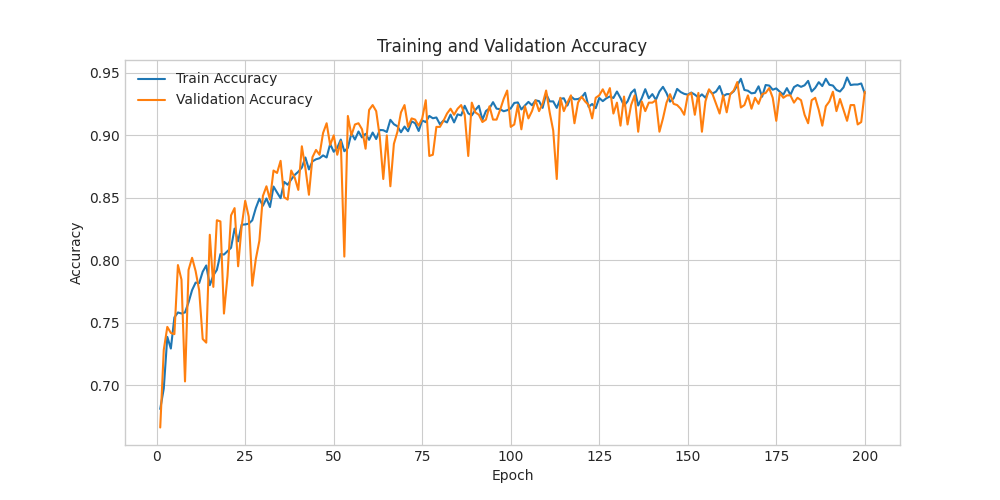 Training and Validation Accuracy
Train Accuracy
Validation Accuracy
Accuracy
0.95
0.90
0.85
0.80
0.75
0.70
0 25 50 75 100 125 150 175 200
Epoch